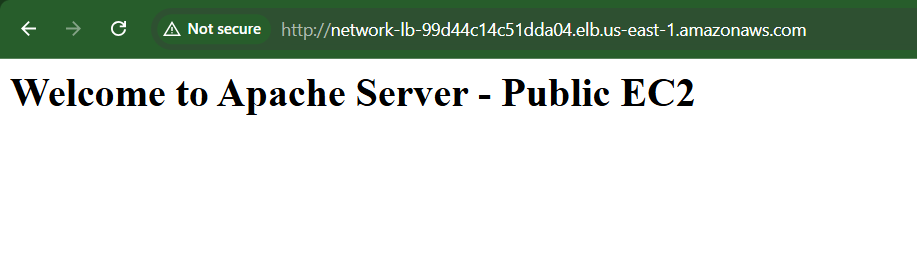 Not secure http://network-lb-99d44c14c51dda04.elb.us-east-1.amazonaws.com
Welcome to Apache Server - Public EC2